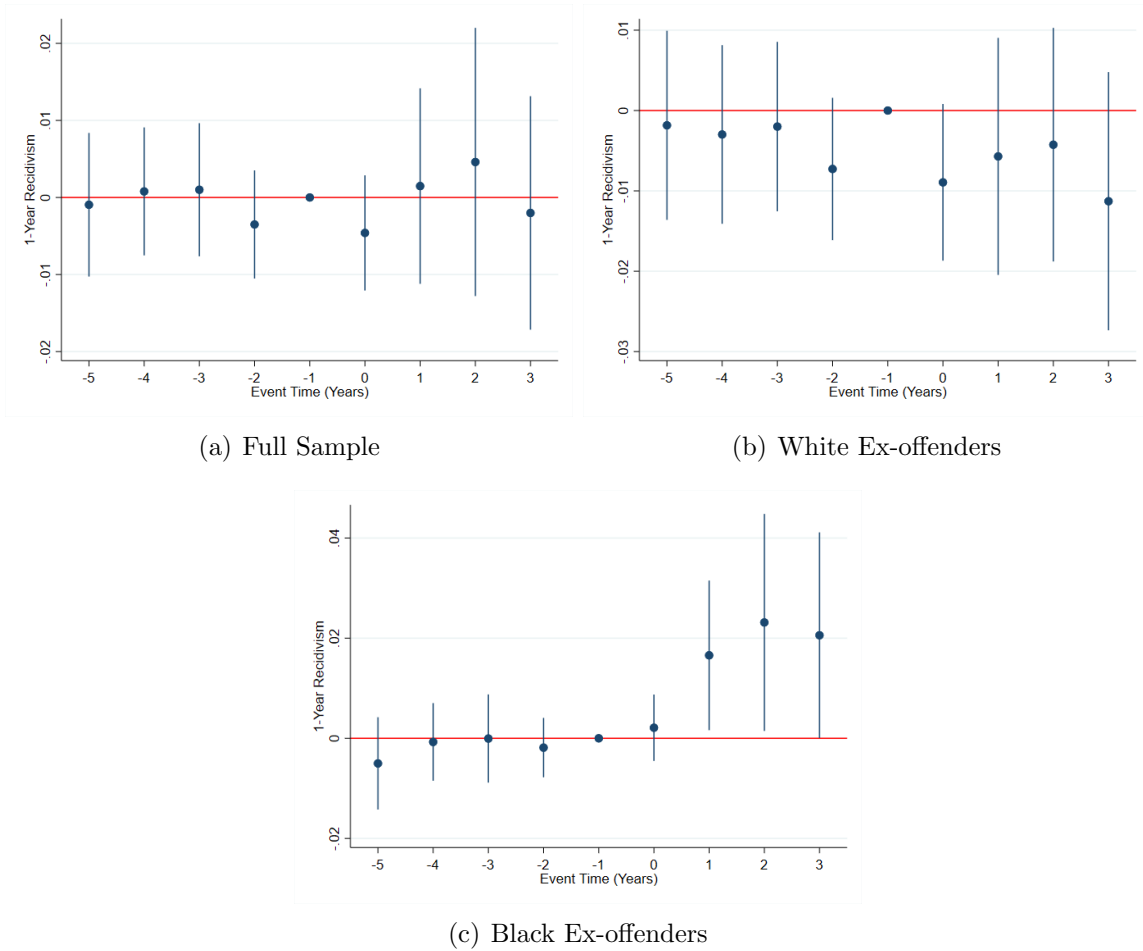 1-Year Recidivism
.02
.01
0
-.01
-.02
-5 -4 -3 -2 -1 0 1 2 3
Event Time (Years)
(a) Full Sample
1-Year Recidivism
.01
0
-.01
-.02
-.03
-5 -4 -3 -2 -1 0 1 2 3
Event Time (Years)
(b) White Ex-offenders
1-Year Recidivism
.04
.02
0
-.02
-5 -4 -3 -2 -1 0 1 2 3
Event Time (Years)
(c) Black Ex-offenders